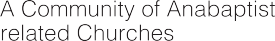 A Community of Anabaptist
related Churches